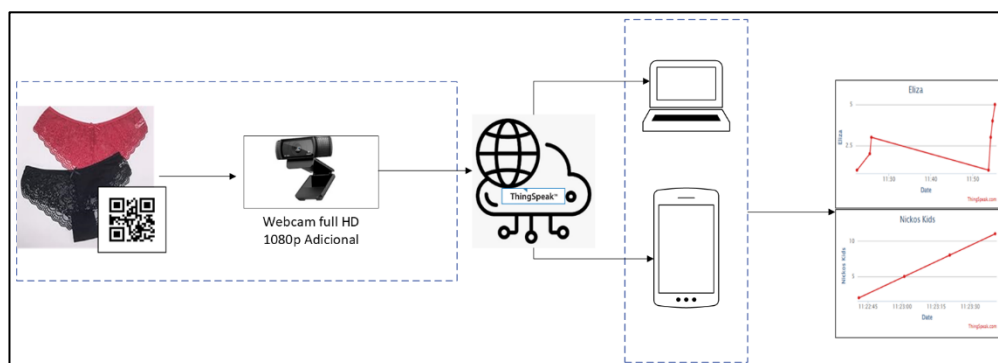 Webcam full HD
1080p Adicional
ThingSpeak™
Eliza
Eliza
5
2.5
11:30
11:40
11:50
Date
ThingSpeak.com
Nickos Kids
Nickos Kids
10
5
11:22:45
11:23:00
11:23:15
11:23:30
Date
ThingSpeak.com